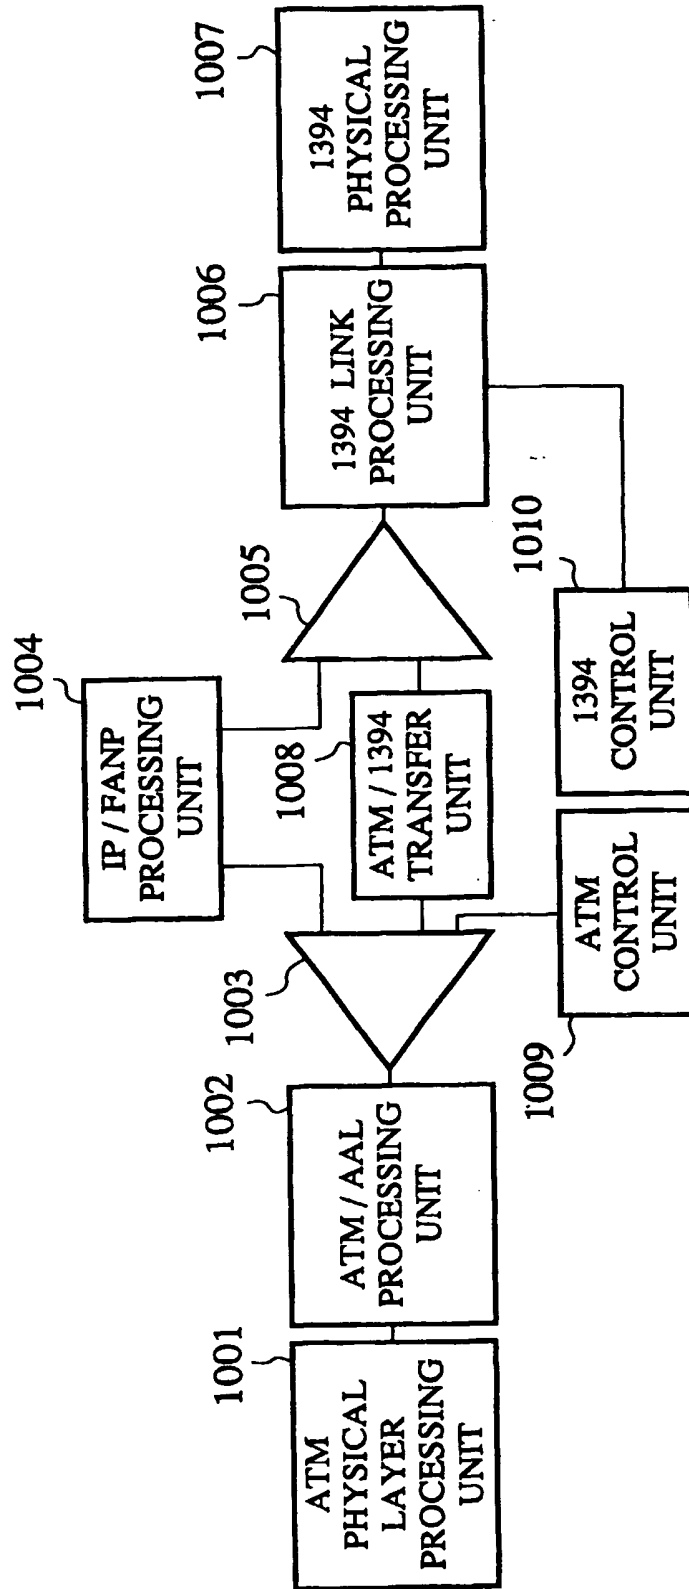 1001
ATM
PHYSICAL
LAYER
PROCESSING
UNIT
1002
ATM / AAL
PROCESSING
UNIT
1003
1004
IP / FANP
PROCESSING
UNIT
1008
ATM / 1394
TRANSFER
UNIT
1005
1006
1394 LINK
PROCESSING
UNIT
1007
1394
PHYSICAL
PROCESSING
UNIT
1009
ATM
CONTROL
UNIT
1010
1394
CONTROL
UNIT